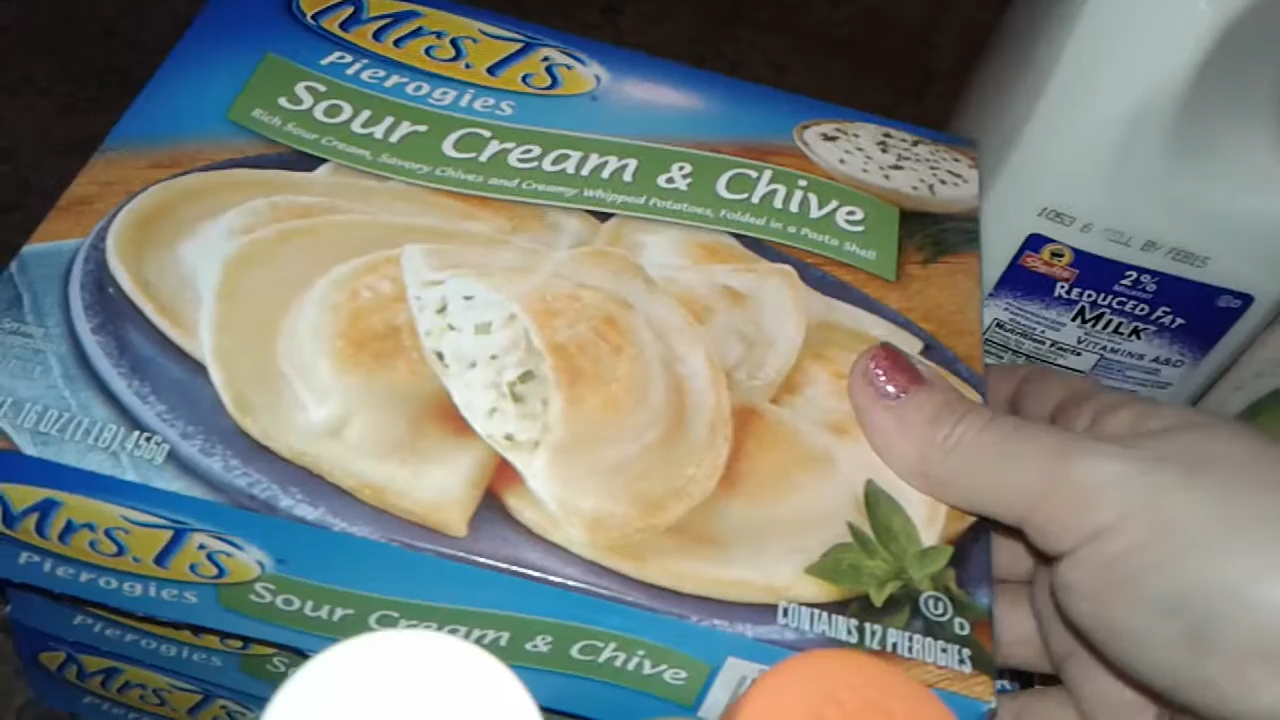 Mrs. T's
Pierogies
Sour Cream & Chive
Rich Sour Cream, Savory Chives and Creamy Whipped Potatoes, Folded in a Pasta Shell
16 OZ (1 LB) 456g
CONTAINS 12 PIEROGIES
U D
Mrs. T's
Pierogies
Sour Cream & Chive
Pierogies
Mrs. T's
1053 6 SELL BY FEB15
2%
REDUCED FAT
MILK
VITAMINS A&D
Nutrition Facts